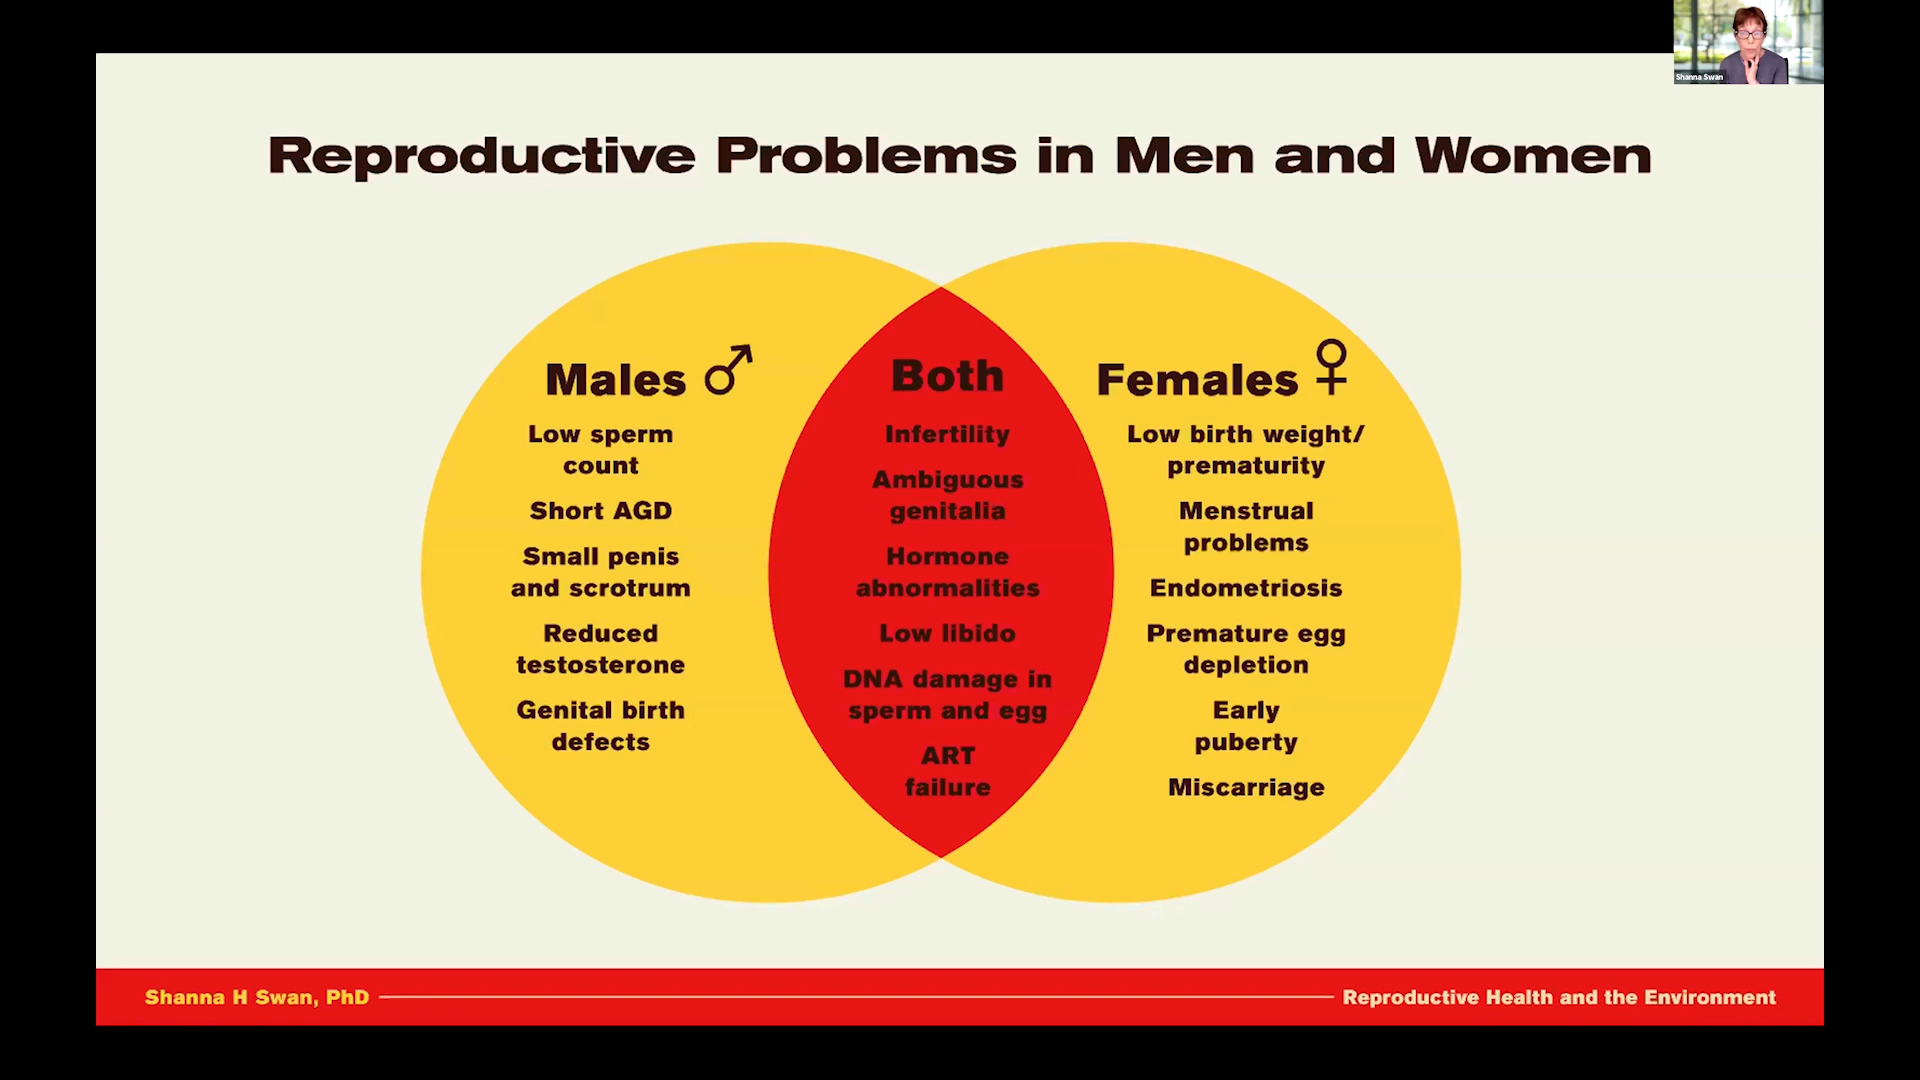 Shanna Swan
Reproductive Problems in Men and Women
Males ♂
Low sperm
count
Short AGD
Small penis
and scrotrum
Reduced
testosterone
Genital birth
defects
Both
Infertility
Ambiguous
genitalia
Hormone
abnormalities
Low libido
DNA damage in
sperm and egg
ART
failure
Females ♀
Low birth weight/
prematurity
Menstrual
problems
Endometriosis
Premature egg
depletion
Early
puberty
Miscarriage
Shanna H Swan, PhD
Reproductive Health and the Environment